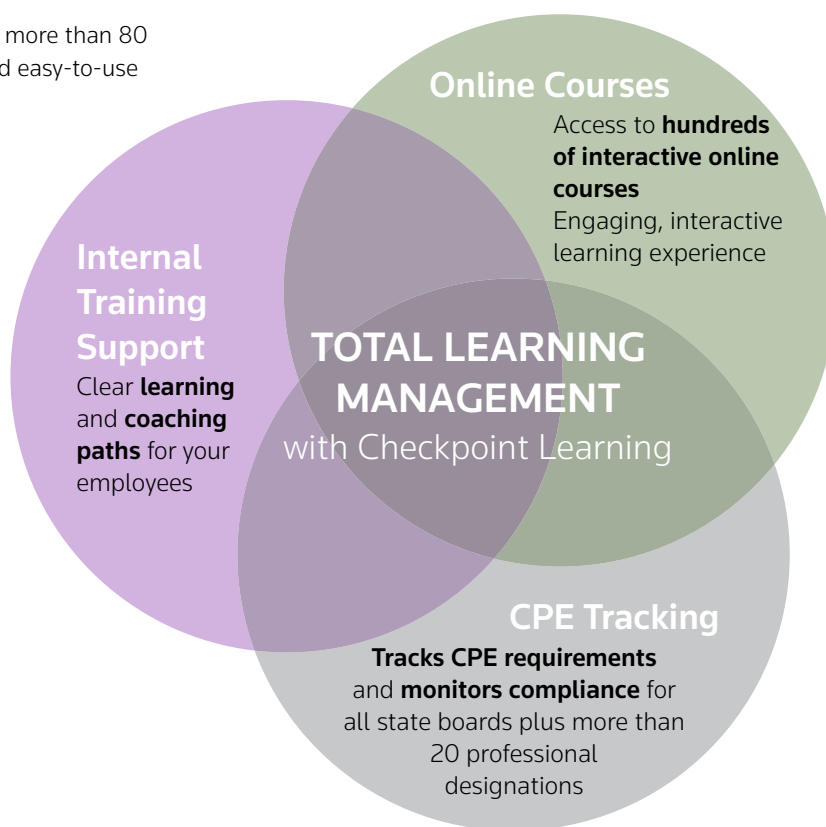 more than 80
d easy-to-use
Online Courses
Access to hundreds
of interactive online
courses
Engaging, interactive
learning experience
Internal
Training
Support
Clear learning
and coaching
paths for your
employees
TOTAL LEARNING
MANAGEMENT
with Checkpoint Learning
CPE Tracking
Tracks CPE requirements
and monitors compliance for
all state boards plus more than
20 professional
designations